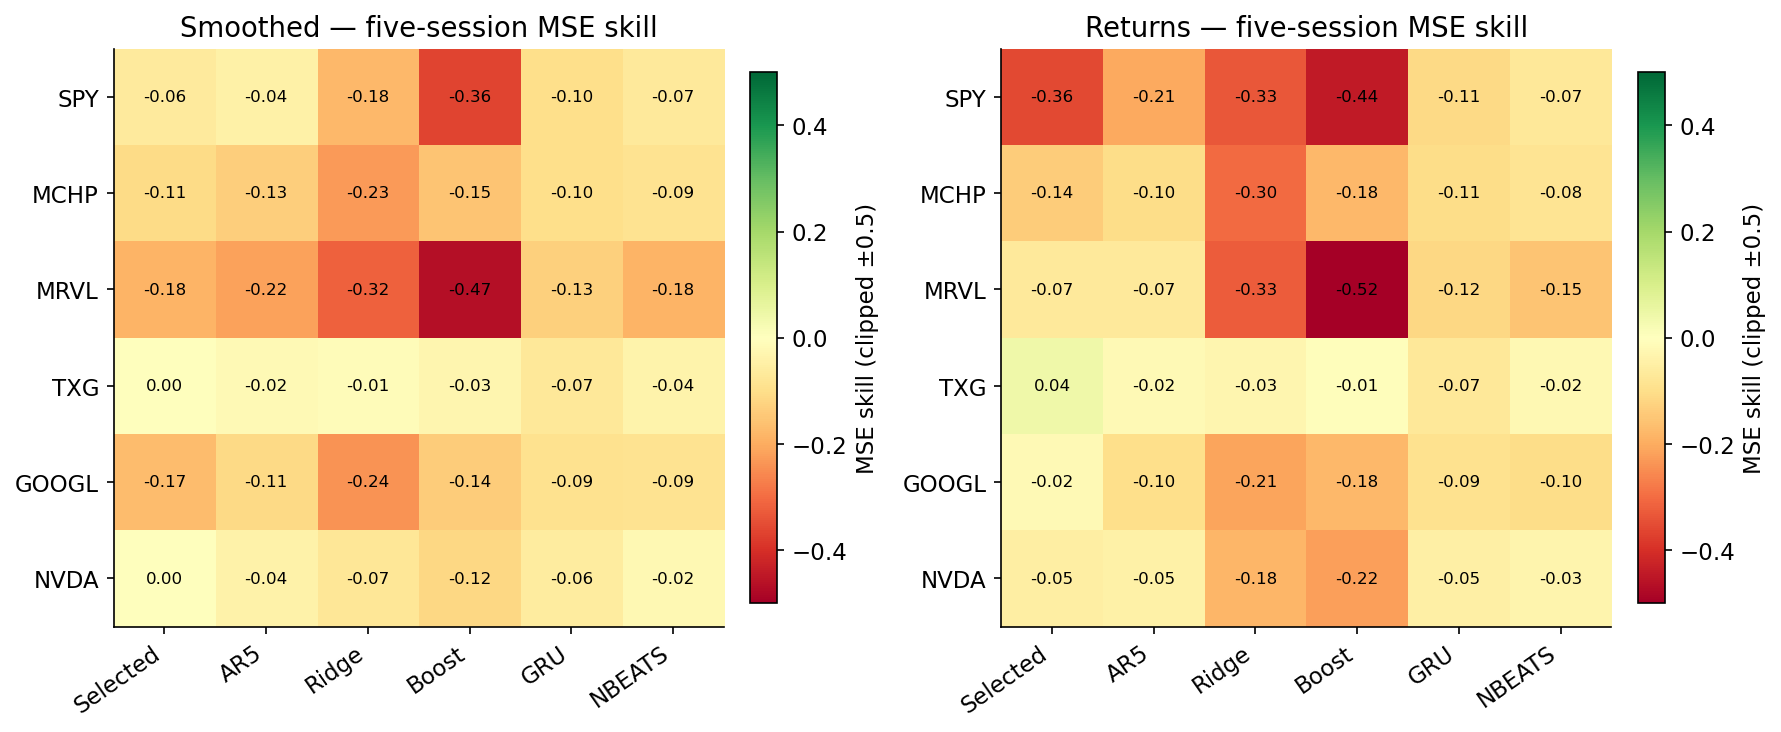 Smoothed — five-session MSE skill
SPY -0.06 -0.04 -0.18 -0.36 -0.10 -0.07
MCHP -0.11 -0.13 -0.23 -0.15 -0.10 -0.09
MRVL -0.18 -0.22 -0.32 -0.47 -0.13 -0.18
TXG 0.00 -0.02 -0.01 -0.03 -0.07 -0.04
GOOGL -0.17 -0.11 -0.24 -0.14 -0.09 -0.09
NVDA 0.00 -0.04 -0.07 -0.12 -0.06 -0.02
Selected AR5 Ridge Boost GRU NBEATS
0.4
0.2
0.0
−0.2
−0.4
MSE skill (clipped ±0.5)
Returns — five-session MSE skill
SPY -0.36 -0.21 -0.33 -0.44 -0.11 -0.07
MCHP -0.14 -0.10 -0.30 -0.18 -0.11 -0.08
MRVL -0.07 -0.07 -0.33 -0.52 -0.12 -0.15
TXG 0.04 -0.02 -0.03 -0.01 -0.07 -0.02
GOOGL -0.02 -0.10 -0.21 -0.18 -0.09 -0.10
NVDA -0.05 -0.05 -0.18 -0.22 -0.05 -0.03
Selected AR5 Ridge Boost GRU NBEATS
0.4
0.2
0.0
−0.2
−0.4
MSE skill (clipped ±0.5)